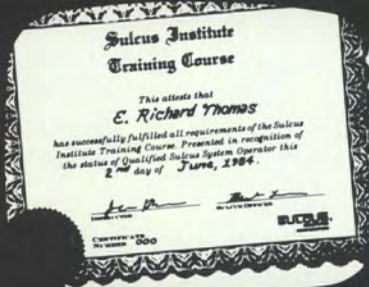 Sulcus Institute
Training Course
This attests that
E. Richard Thomas
has successfully fulfilled all requirements of the Sulcus
Institute Training Course. Presented in recognition of
the status of Qualified Sulcus System Operator this
2nd day of June, 1984.
CERTIFICATE
NUMBER 000
SULCUS